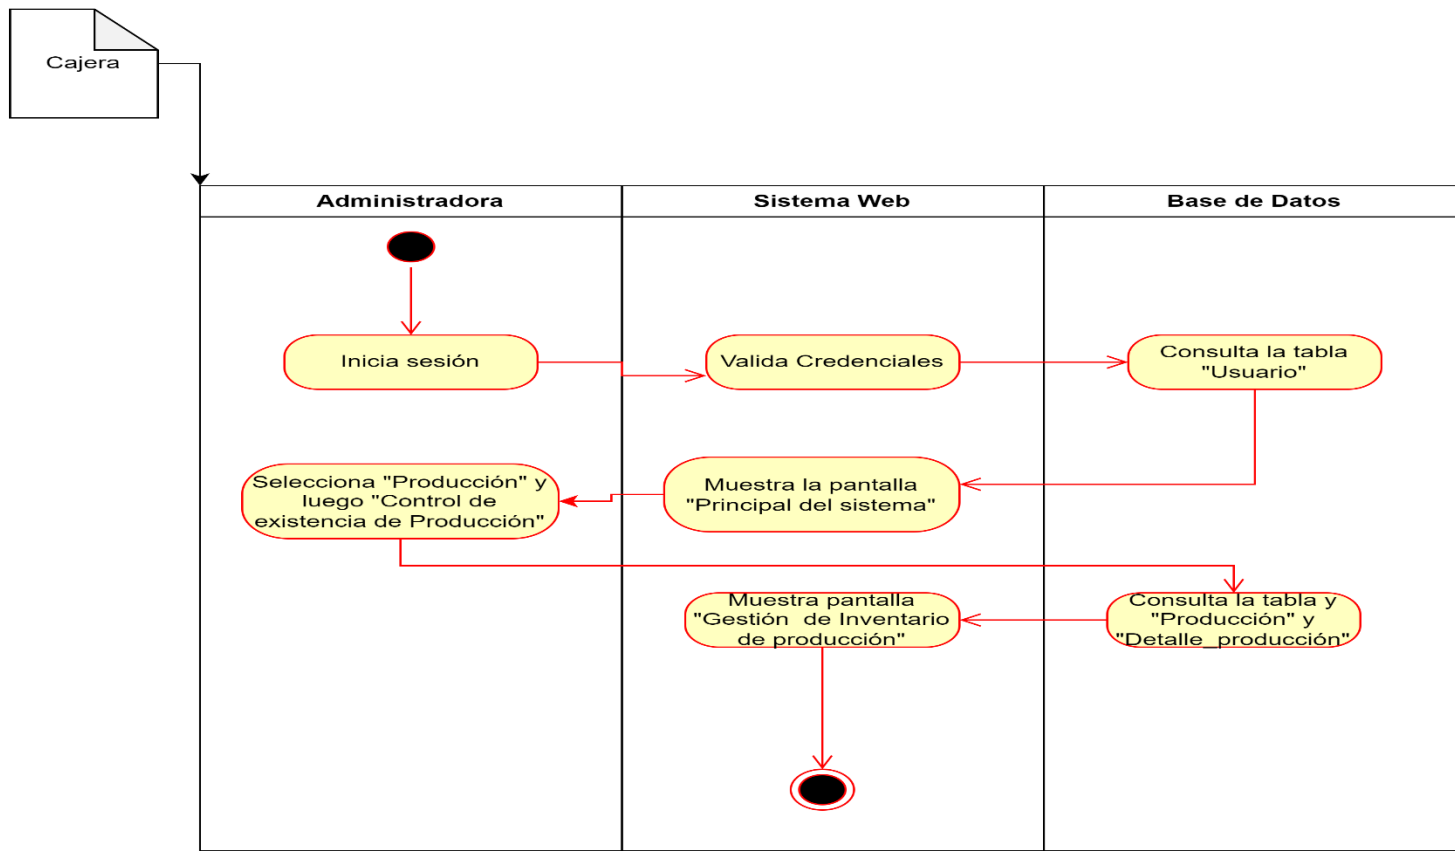 Cajera
Administradora
Sistema Web
Base de Datos
Inicia sesión
Valida Credenciales
Consulta la tabla
"Usuario"
Selecciona "Producción" y
luego "Control de
existencia de Producción"
Muestra la pantalla
"Principal del sistema"
Muestra pantalla
"Gestión  de Inventario
de producción"
Consulta la tabla y
"Producción" y
"Detalle_producción"